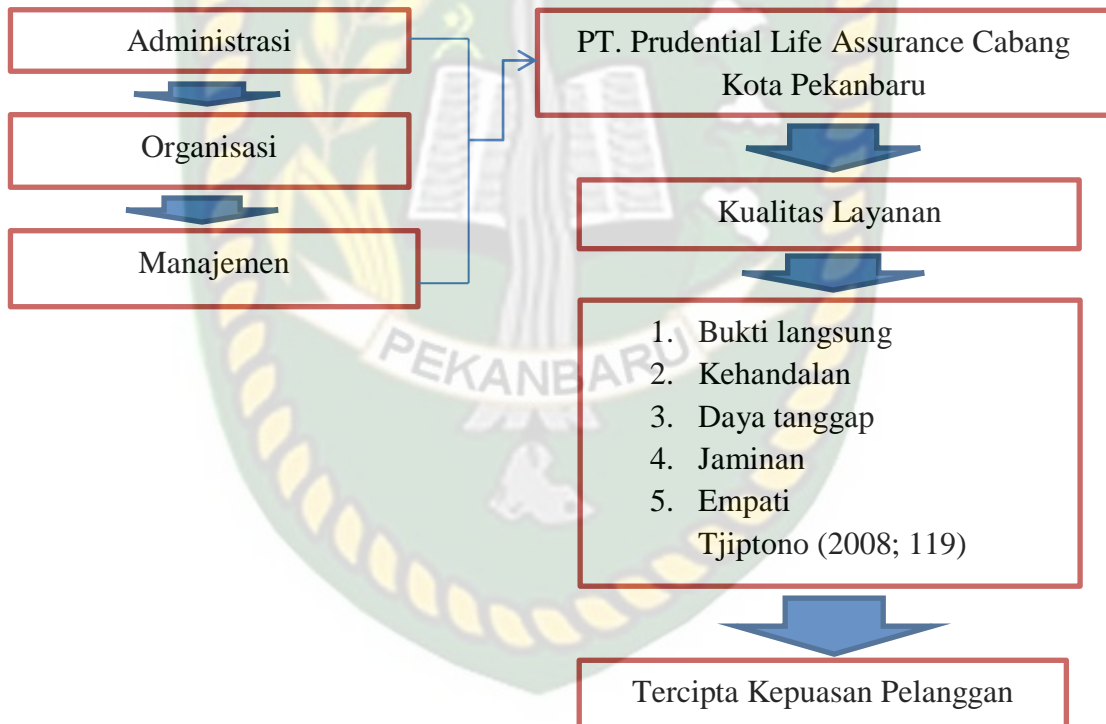 Administrasi
Organisasi
Manajemen
PT. Prudential Life Assurance Cabang
Kota Pekanbaru
Kualitas Layanan
1. Bukti langsung
2. Kehandalan
3. Daya tanggap
4. Jaminan
5. Empati
Tjiptono (2008; 119)
Tercipta Kepuasan Pelanggan
PEKANBARU